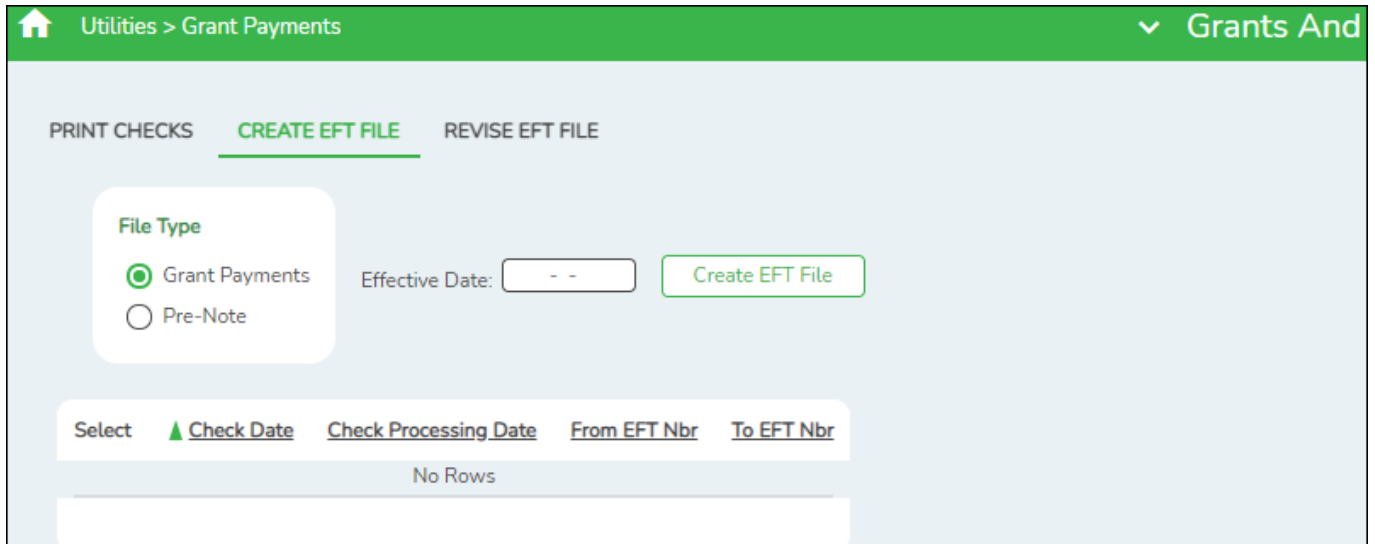 Utilities > Grant Payments
Grants And
PRINT CHECKS CREATE EFT FILE REVISE EFT FILE
File Type
Grant Payments
Effective Date: - - Create EFT File
Pre-Note
Select Check Date Check Processing Date From EFT Nbr To EFT Nbr
No Rows